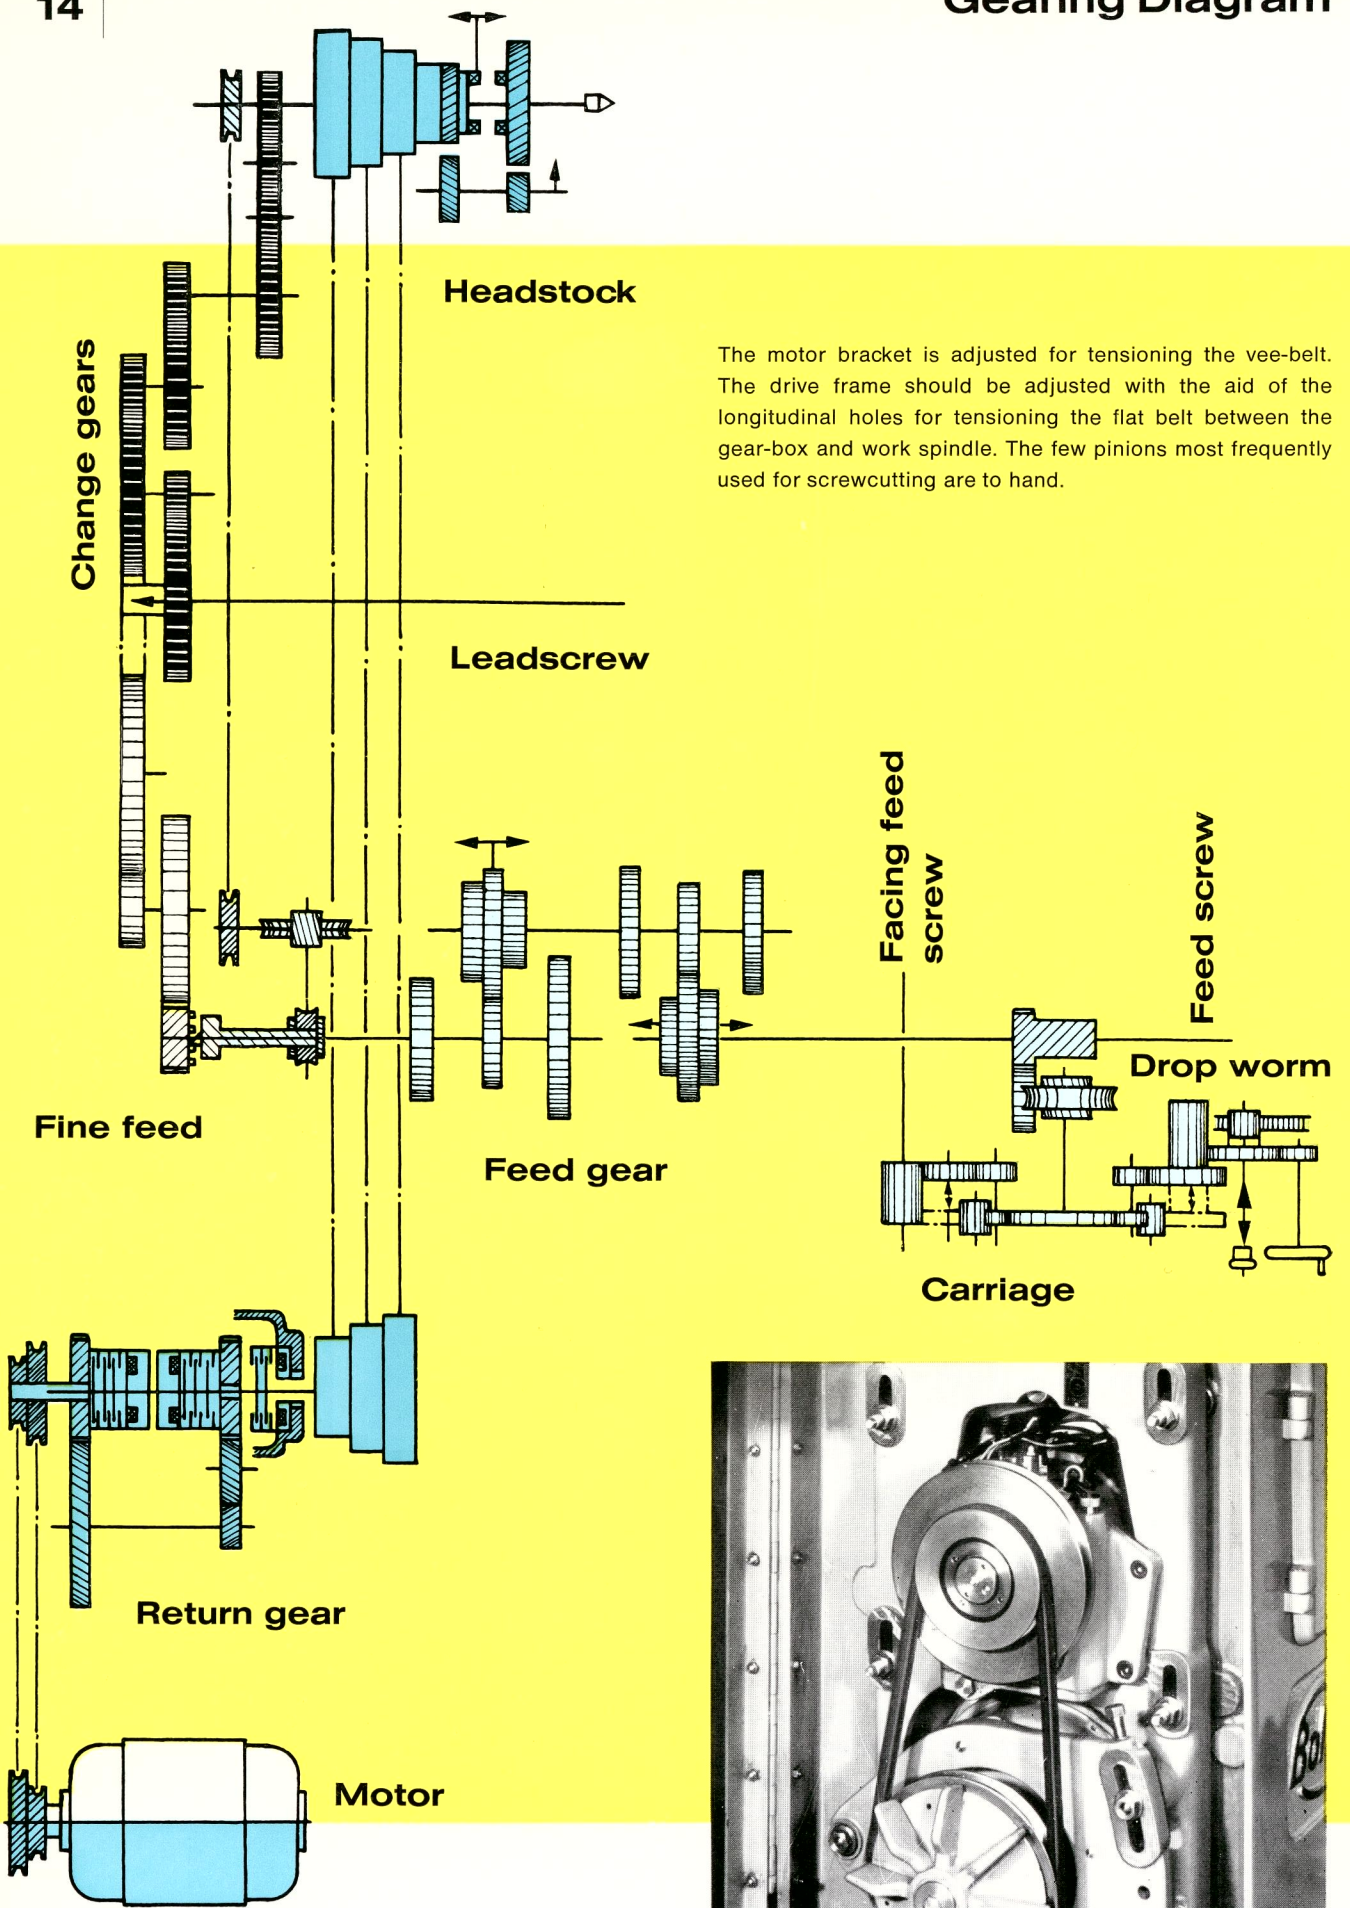 14
Gearing Diagram
Headstock
Change gears
The motor bracket is adjusted for tensioning the vee-belt.
The drive frame should be adjusted with the aid of the
longitudinal holes for tensioning the flat belt between the
gear-box and work spindle. The few pinions most frequently
used for screwcutting are to hand.
Leadscrew
Facing feed
screw
Feed screw
Drop worm
Fine feed
Feed gear
Carriage
Return gear
Motor